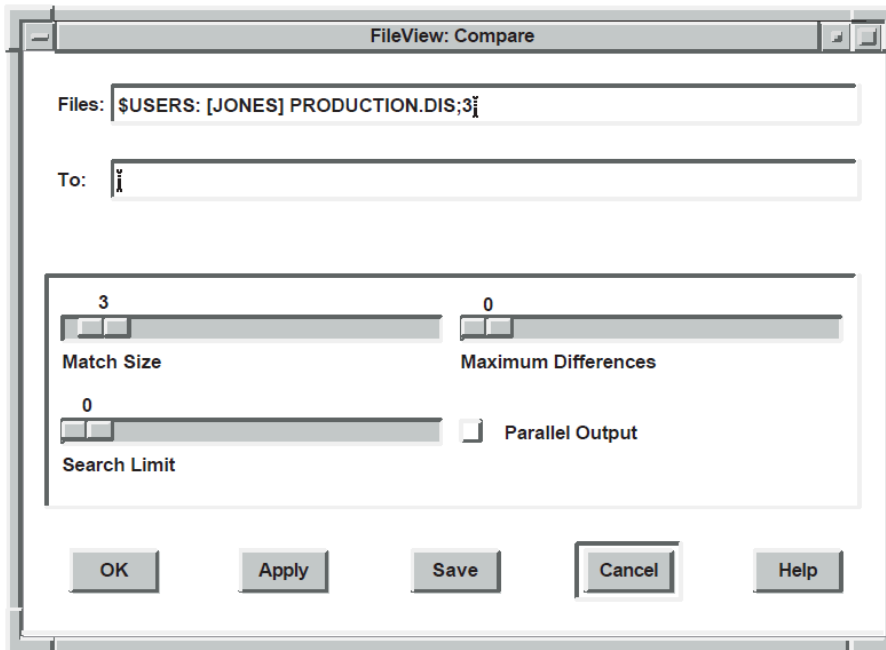 FileView: Compare
Files: $USERS: [JONES] PRODUCTION.DIS;3
To:
3 0
Match Size Maximum Differences
0
Parallel Output
Search Limit
OK Apply Save Cancel Help